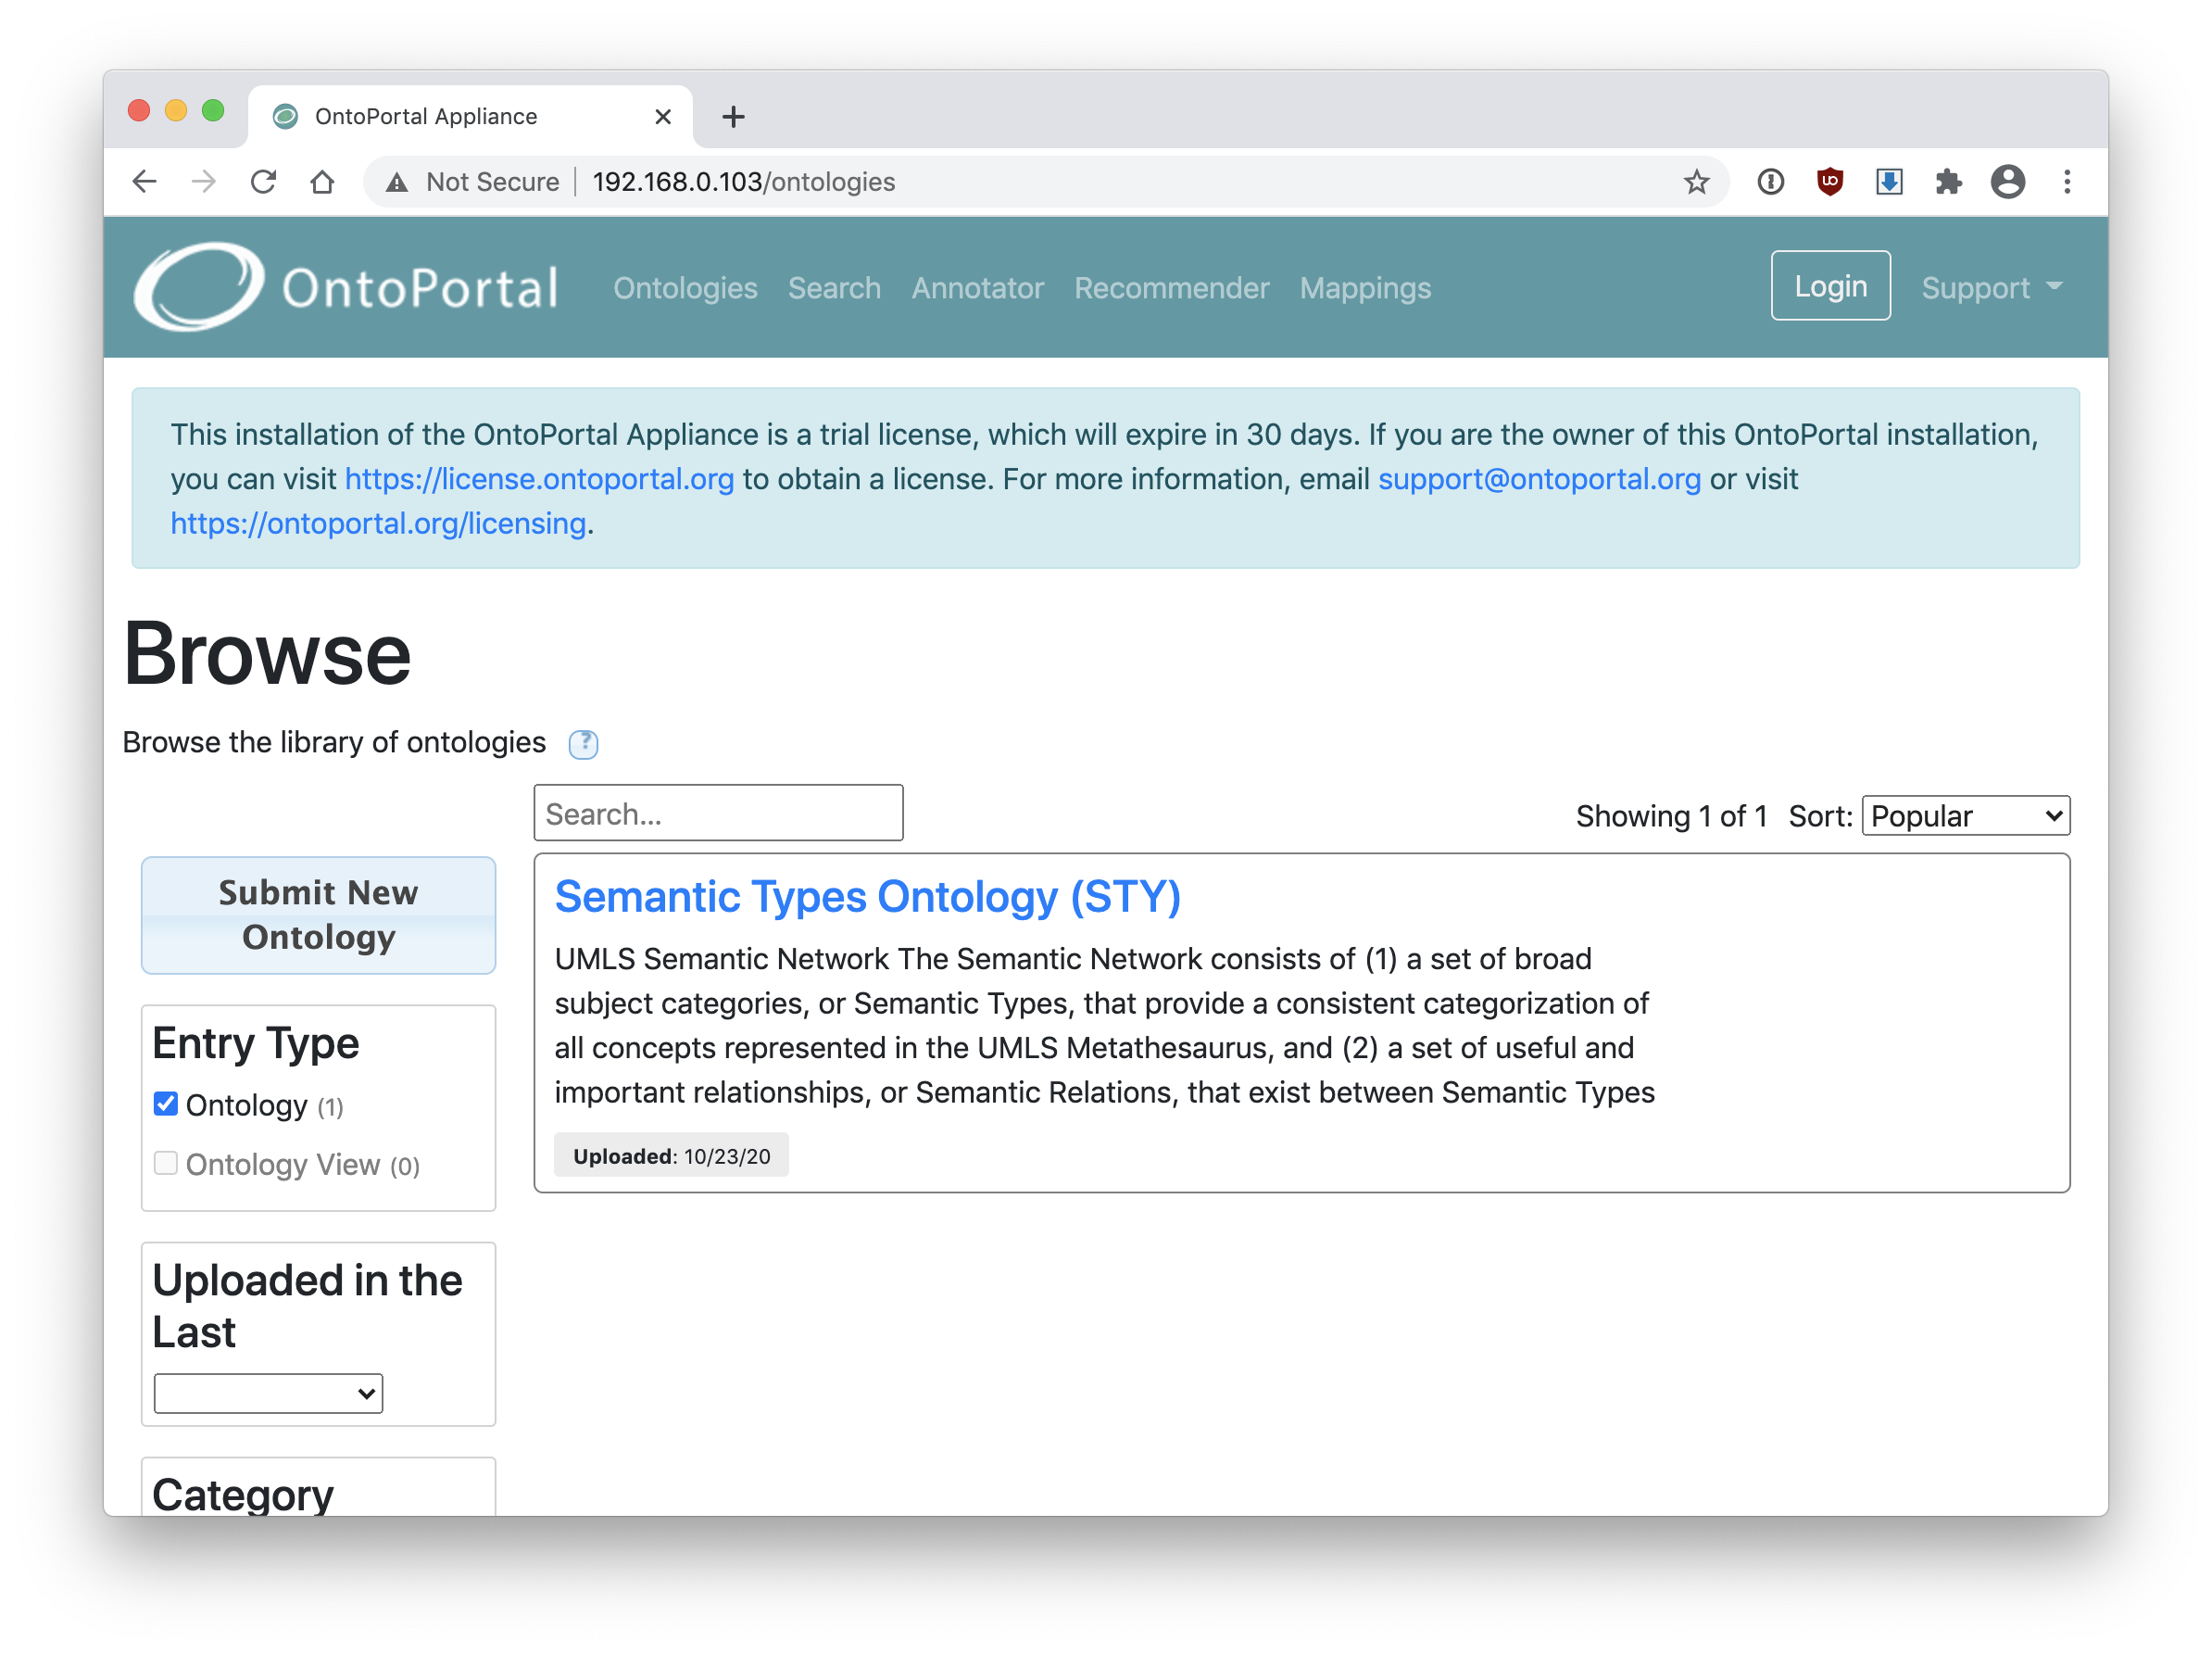 OntoPortal Appliance
Not Secure
192.168.0.103/ontologies
OntoPortal
Ontologies
Search
Annotator
Recommender
Mappings
Login
Support
This installation of the OntoPortal Appliance is a trial license, which will expire in 30 days. If you are the owner of this OntoPortal installation,
you can visit https://license.ontoportal.org to obtain a license. For more information, email support@ontoportal.org or visit
https://ontoportal.org/licensing.
Browse
Browse the library of ontologies ?
Search...
Showing 1 of 1
Sort: Popular
Submit New
Ontology
Entry Type
Ontology (1)
Ontology View (0)
Uploaded in the
Last
Category
Semantic Types Ontology (STY)
UMLS Semantic Network The Semantic Network consists of (1) a set of broad
subject categories, or Semantic Types, that provide a consistent categorization of
all concepts represented in the UMLS Metathesaurus, and (2) a set of useful and
important relationships, or Semantic Relations, that exist between Semantic Types
Uploaded: 10/23/20